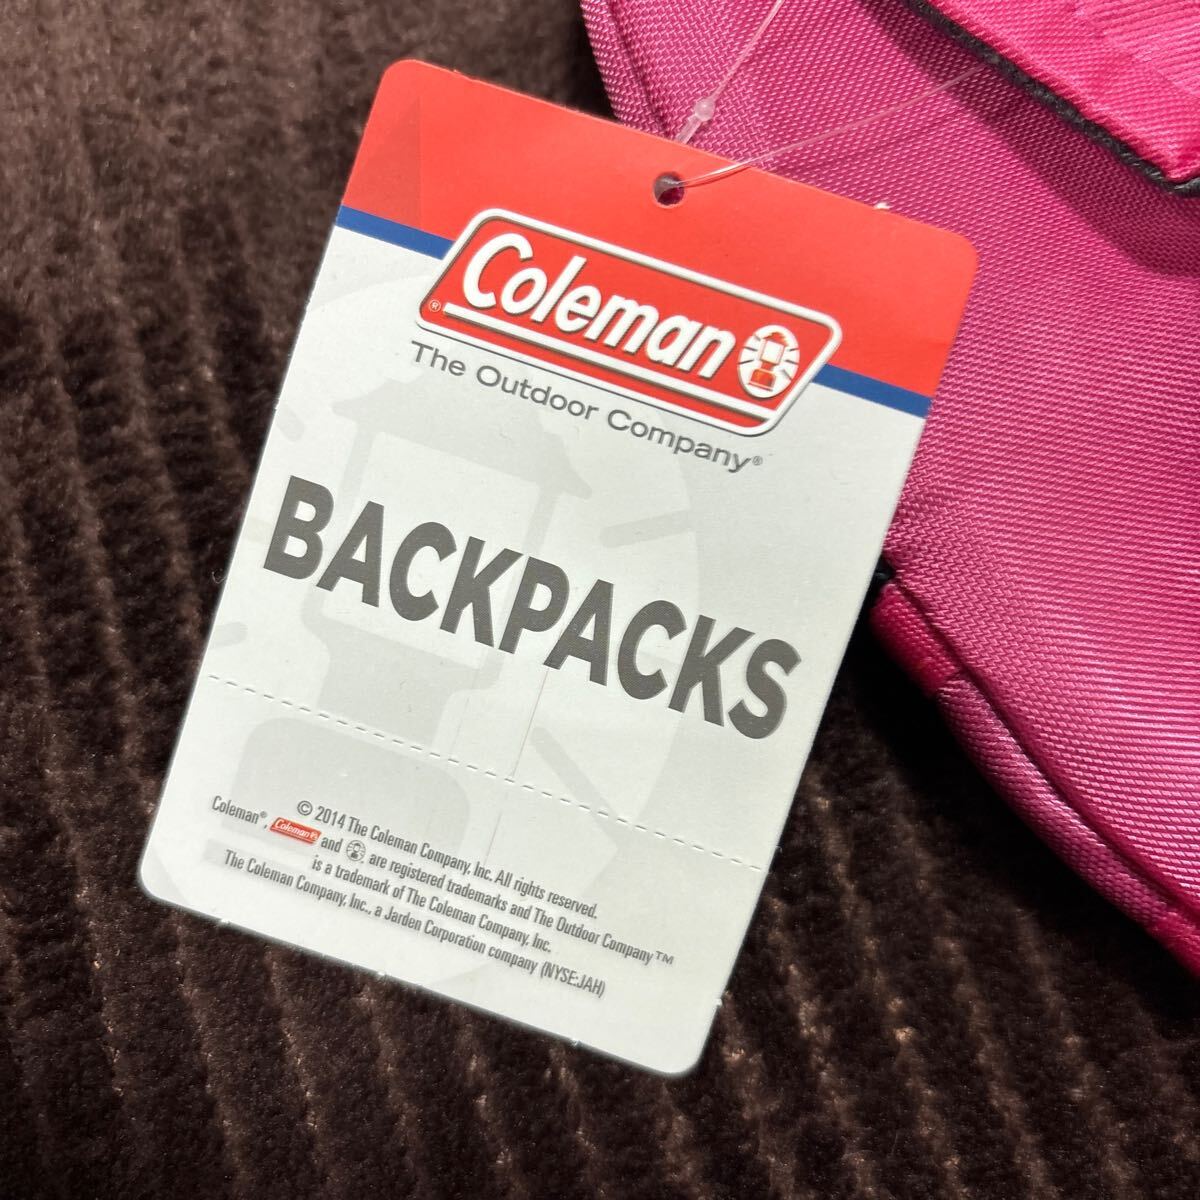 Coleman®
The Outdoor Company®
BACKPACKS
© 2014 The Coleman Company, Inc. All rights reserved.
Coleman®, Coleman® and ® are registered trademarks and The Outdoor Company™
is a trademark of The Coleman Company, Inc.
The Coleman Company, Inc., a Jarden Corporation company (NYSE:JAH)